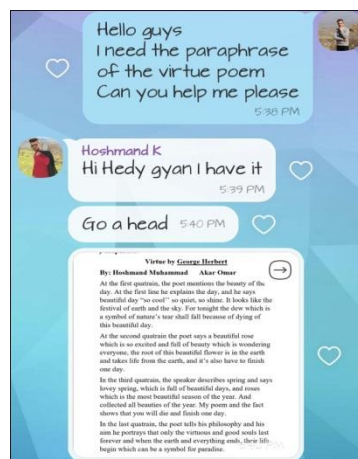 Hello guys
I need the paraphrase
of the virtue poem
Can you help me please
5:38 PM
Hoshmand K
Hi Hedy gyan I have it
5:39 PM
Go a head 5:40 PM
Virtue by George Herbert
By: Hoshmand Muhammad Akar Omar
At the first quatrain, the poet mentions the beauty of the
day. At the first line he explains the day, and he says
beautiful day "so cool" so quiet, so shine. It looks like the
festival of earth and the sky. For tonight the dew which is
a symbol of nature's tear shall fall because of dying of
this beautiful day.
At the second quatrain the poet says a beautiful rose
which is so excited and full of beauty which is wondering
everyone, the root of this beautiful flower is in the earth
and takes life from the earth, and it's also have to finish
one day.
In the third quatrain, the speaker describes spring and says
lovey spring, which is full of beautiful days, and roses
which is the most beautiful season of the year. And
collected all beauties of the year. My poem and the fact
shows that you will die and finish one day.
In the last quatrain, the poet tells his philosophy and his
aim he portrays that only the virtuous and good souls last
forever and when the earth and everything ends, their life
begin which can be a symbol for paradise.